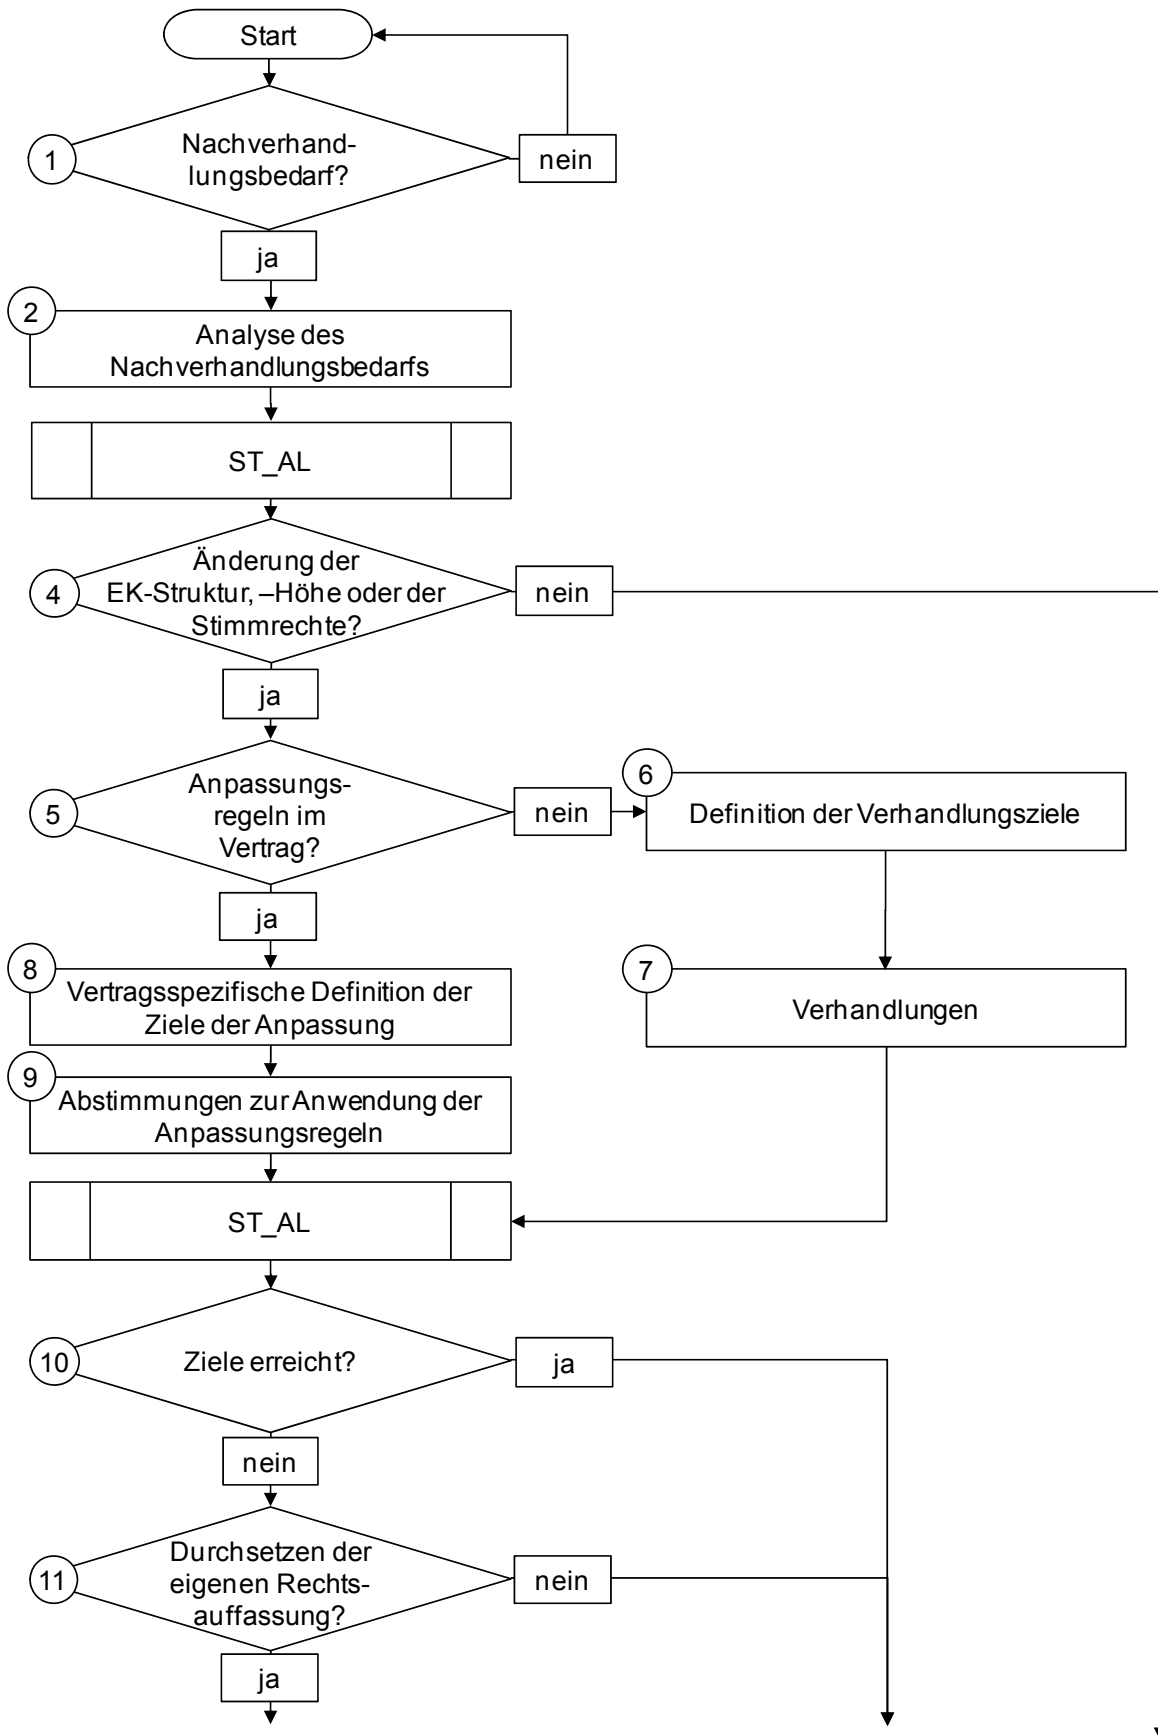 Start
1
Nachverhand-
lungsbedarf?
nein
ja
2
Analyse des
Nachverhandlungsbedarfs
ST_AL
4
Änderung der
EK-Struktur, –Höhe oder der
Stimmrechte?
nein
ja
5
Anpassungs-
regeln im
Vertrag?
nein
6
Definition der Verhandlungsziele
ja
7
Verhandlungen
8
Vertragsspezifische Definition der
Ziele der Anpassung
9
Abstimmungen zur Anwendung der
Anpassungsregeln
ST_AL
10
Ziele erreicht?
ja
nein
11
Durchsetzen der
eigenen Rechts-
auffassung?
nein
ja